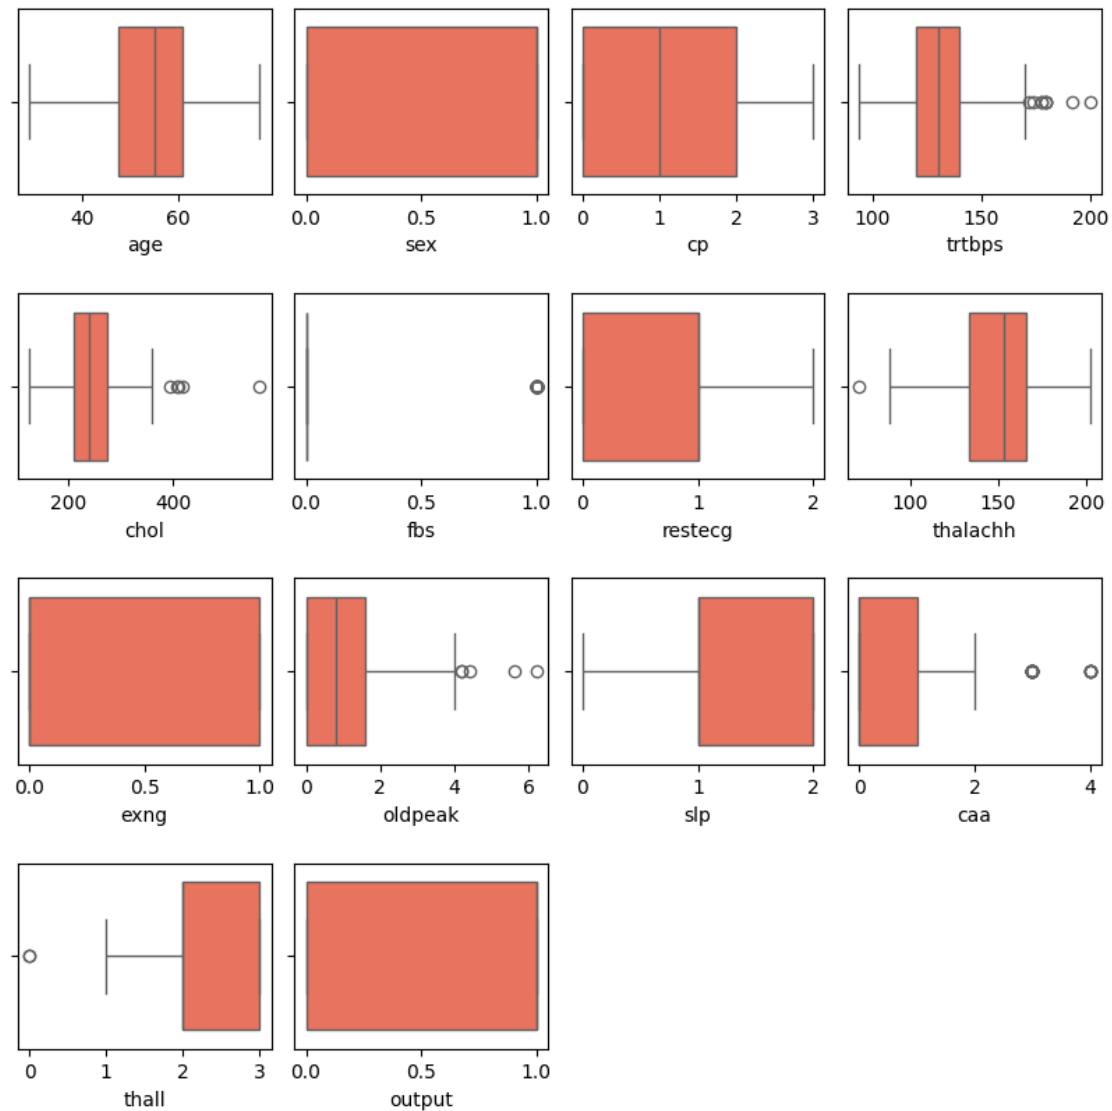 40 60
age
0.0 0.5 1.0
sex
0 1 2 3
cp
100 150 200
trtbps
200 400
chol
0.0 0.5 1.0
fbs
0 1 2
restecg
100 150 200
thalachh
0.0 0.5 1.0
exng
0 2 4 6
oldpeak
0 1 2
slp
0 2 4
caa
0 1 2 3
thall
0.0 0.5 1.0
output